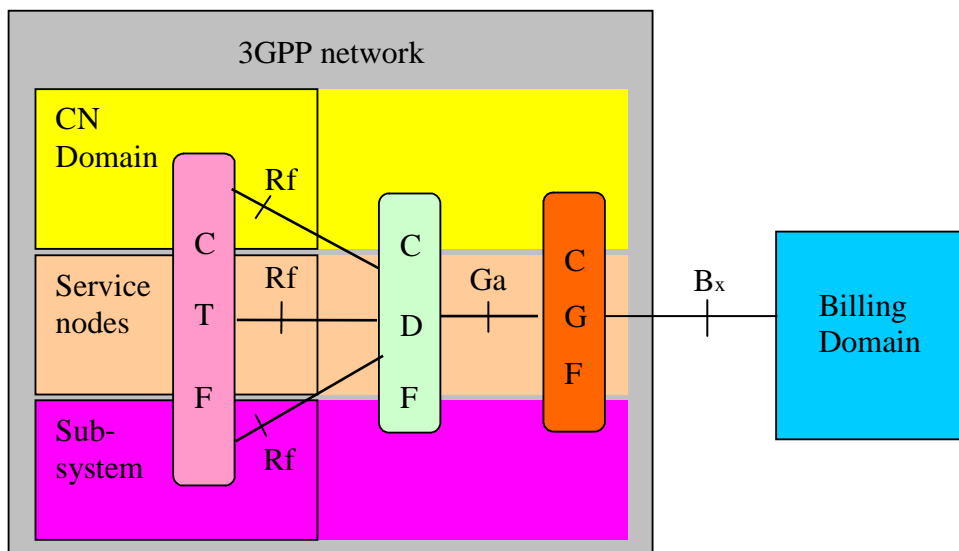 3GPP network
CN
Domain
Rf
C
T
F
Service
nodes
Rf
Sub-
system
Rf
C
D
F
Ga
C
G
F
Bx
Billing
Domain